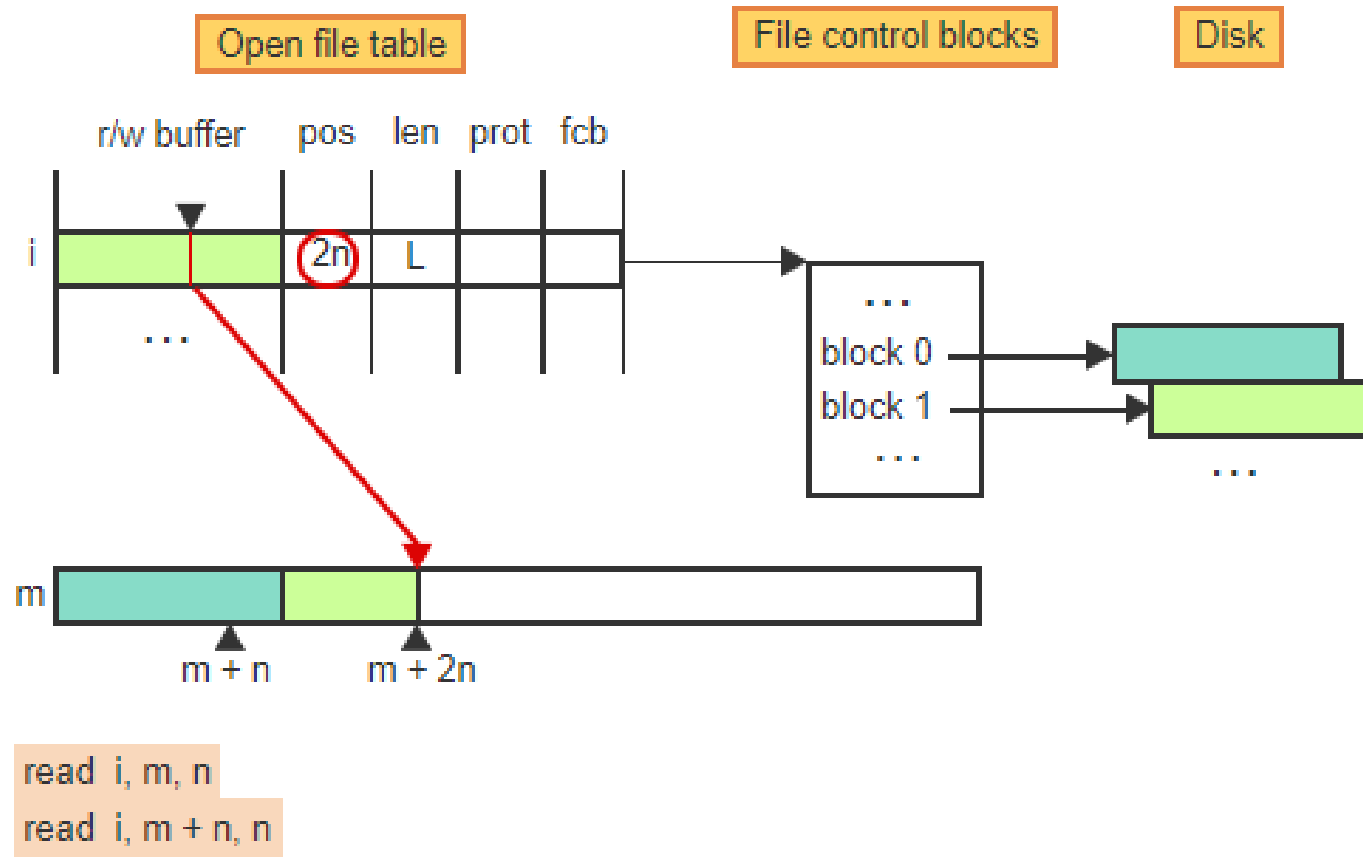 Open file table
File control blocks
Disk
r/w buffer pos len prot fcb
i 2n L
...
...
block 0
block 1
...
...
m
m + n m + 2n
read i, m, n
read i, m + n, n